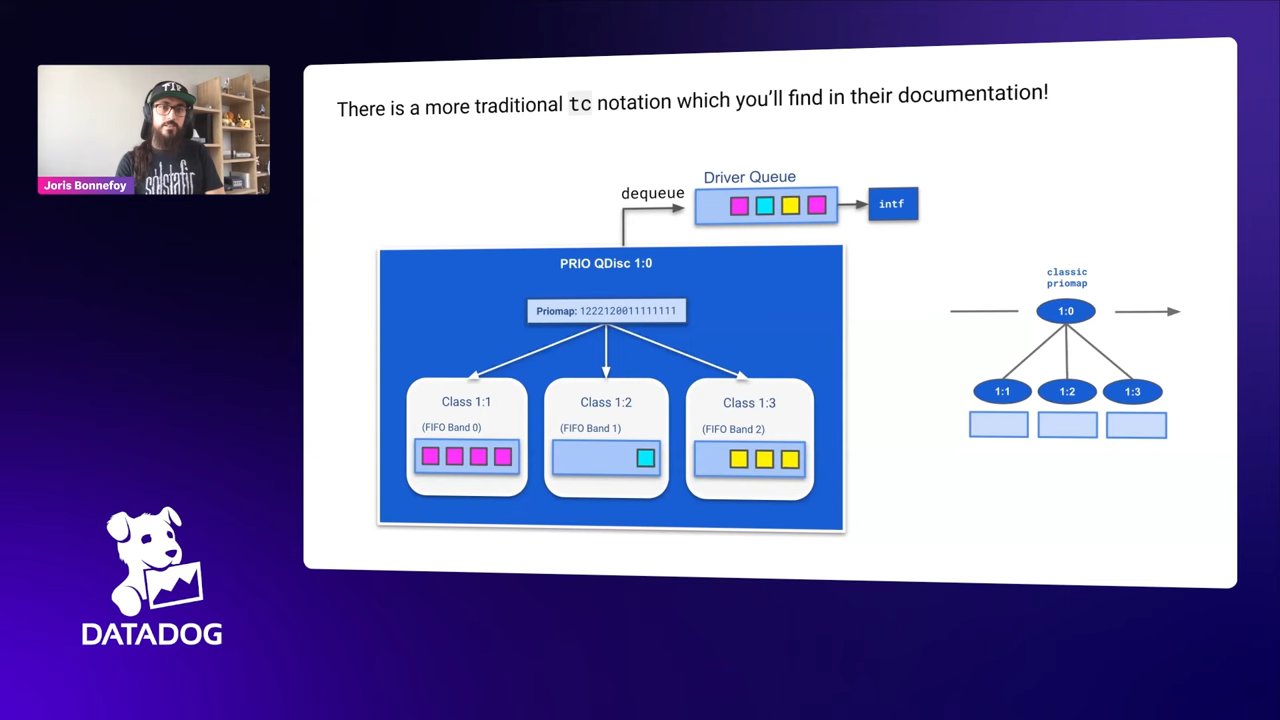 There is a more traditional tc notation which you'll find in their documentation!
Joris Bonnefoy
Driver Queue
dequeue
intf
PRIO QDisc 1:0
Priomap: 1222120011111111
Class 1:1
(FIFO Band 0)
Class 1:2
(FIFO Band 1)
Class 1:3
(FIFO Band 2)
classic
priomap
1:0
1:1
1:2
1:3
DATADOG